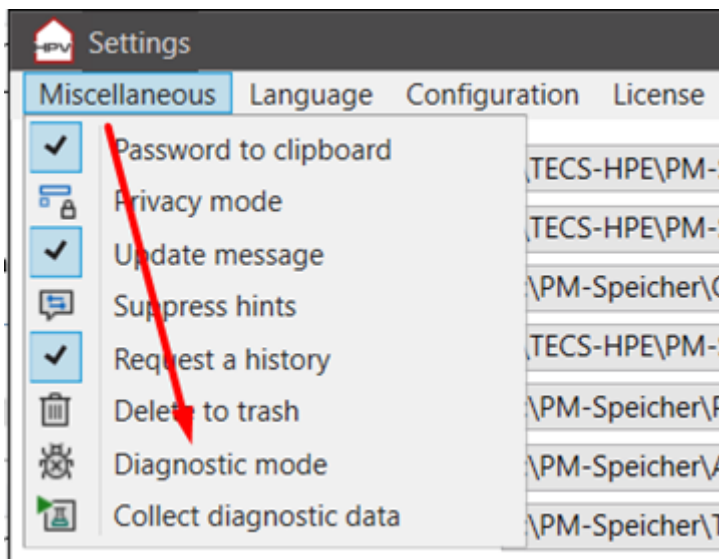 HPV Settings
Miscellaneous Language Configuration License
Password to clipboard
\TECS-HPE\PM-
Privacy mode
\TECS-HPE\PM-
Update message
Suppress hints
:\PM-Speicher\
Request a history
\TECS-HPE\PM-
Delete to trash
:\PM-Speicher\
Diagnostic mode
:\PM-Speicher\
Collect diagnostic data
:\PM-Speicher\